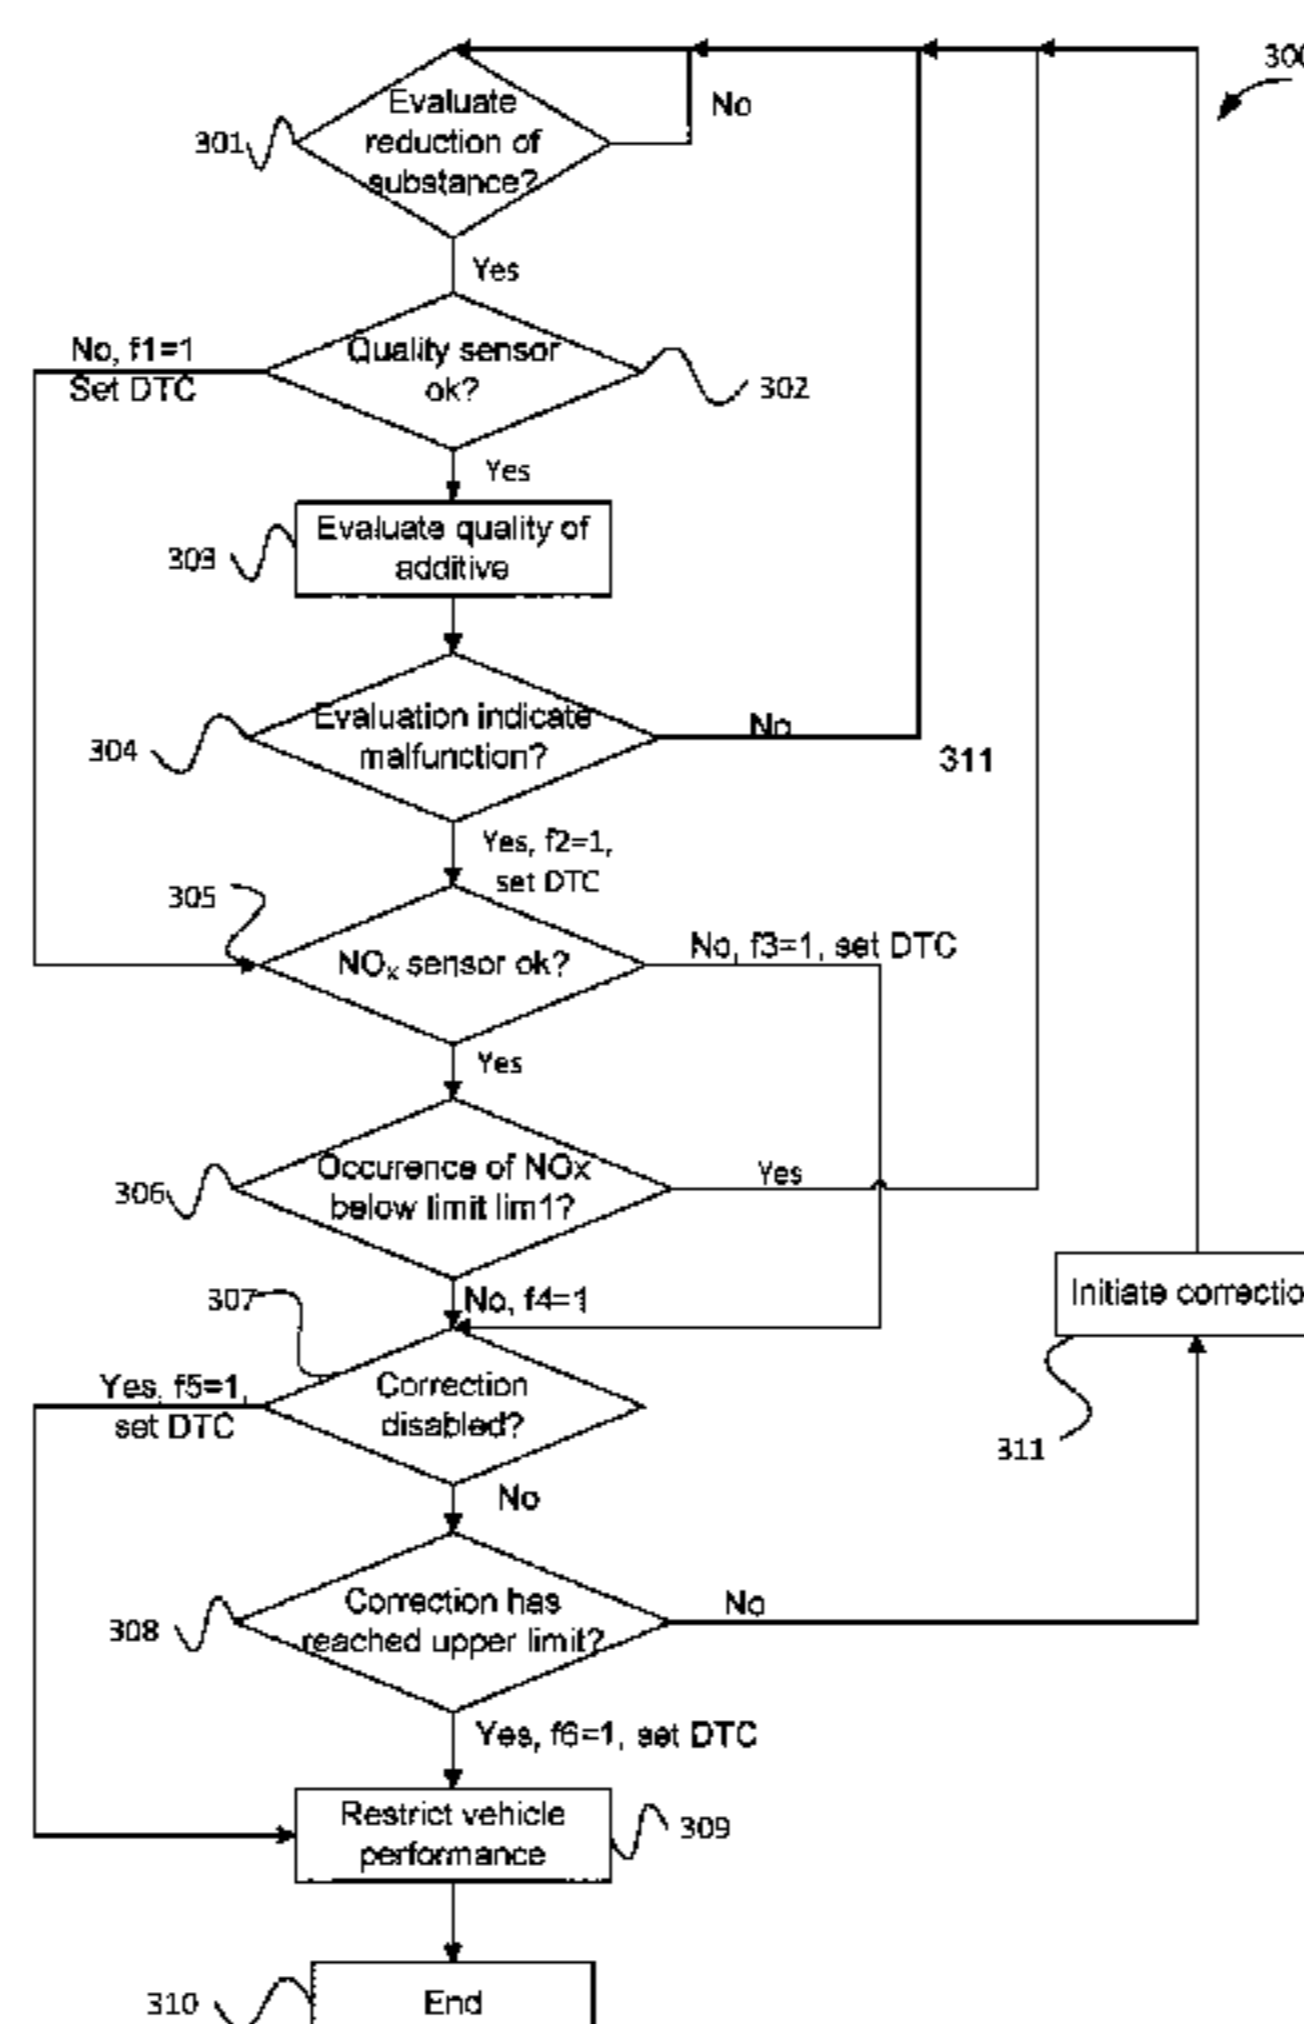 300
Evaluate
reduction of
substance?
301
No
Yes
No, f1=1
Set DTC
Quality sensor
ok?
302
Yes
Evaluate quality of
additive
303
Evaluation indicate
malfunction?
304
No
311
Yes, f2=1,
set DTC
305
NOx sensor ok?
No, f3=1, set DTC
Yes
Occurence of NOx
below limit lim1?
306
Yes
307
No, f4=1
Initiate correctio
Yes, f5=1,
set DTC
Correction
disabled?
311
No
Correction has
reached upper limit?
308
No
Yes, f6=1, set DTC
Restrict vehicle
performance
309
310
End